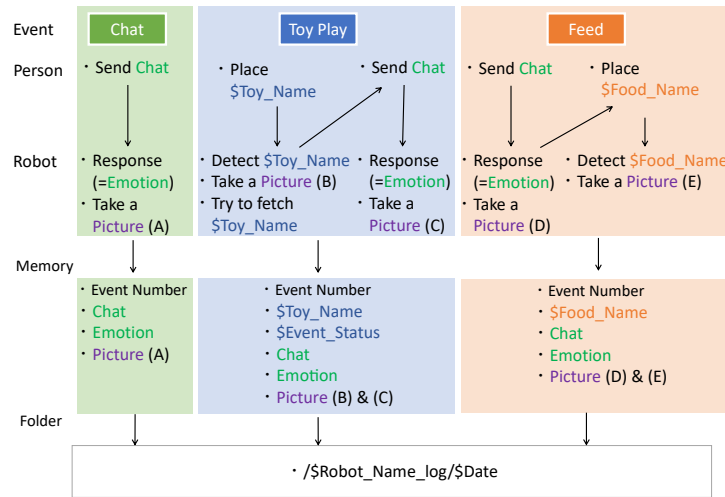 Event
Chat
Toy Play
Feed
Person
・Send Chat
・Place
$Toy_Name
・Send Chat
・Send Chat
・Place
$Food_Name
Robot
・Response
(=Emotion)
・Take a
Picture (A)
・Detect $Toy_Name
・Take a Picture (B)
・Try to fetch
$Toy_Name
・Response
(=Emotion)
・Take a
Picture (C)
・Response
(=Emotion)
・Take a
Picture (D)
・Detect $Food_Name
・Take a Picture (E)
Memory
・Event Number
・Chat
・Emotion
・Picture (A)
・Event Number
・$Toy_Name
・$Event_Status
・Chat
・Emotion
・Picture (B) & (C)
・Event Number
・$Food_Name
・Chat
・Emotion
・Picture (D) & (E)
Folder
・/$Robot_Name_log/$Date